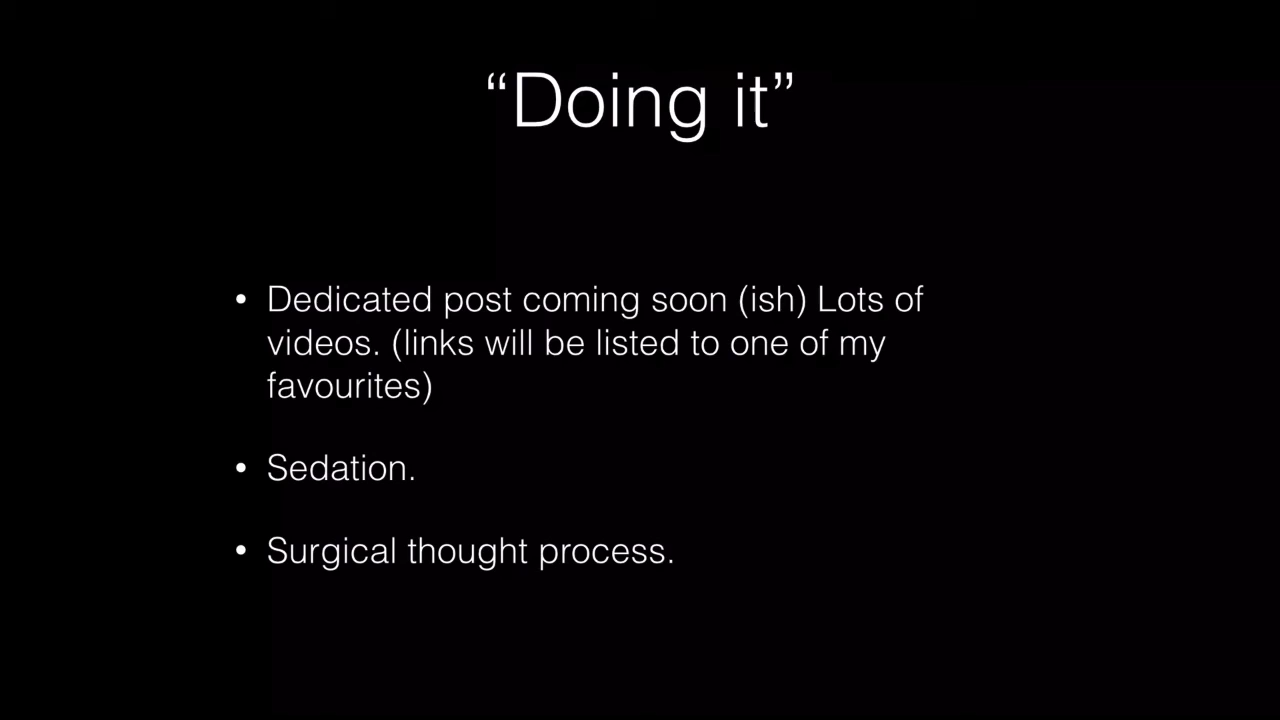 “Doing it”
• Dedicated post coming soon (ish) Lots of
videos. (links will be listed to one of my
favourites)
• Sedation.
• Surgical thought process.